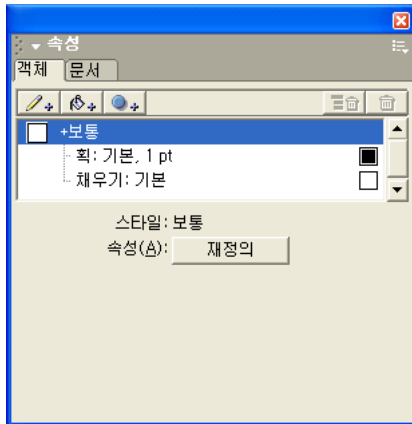 속성
객체 문서
+보통
획: 기본, 1 pt
채우기: 기본
스타일: 보통
속성(A): 재정의